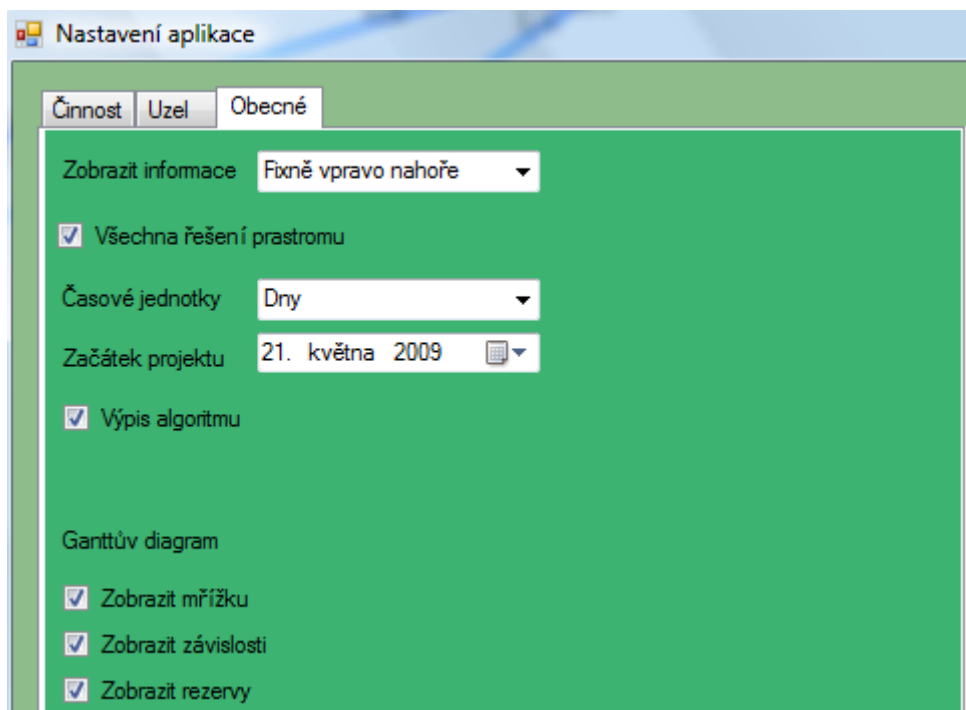 Nastavení aplikace
Činnost Uzel Obecné
Zobrazit informace Fixně vpravo nahoře
Všechna řešení prastromu
Časové jednotky Dny
Začátek projektu 21. května 2009
Výpis algoritmu
Ganttův diagram
Zobrazit mřížku
Zobrazit závislosti
Zobrazit rezervy